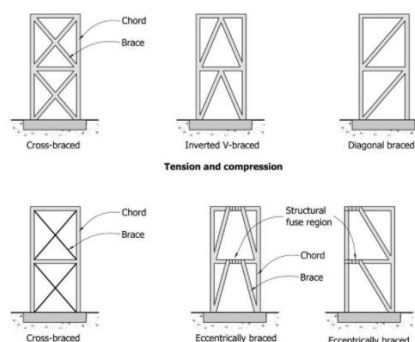 Chord
Brace
Cross-braced
Inverted V-braced
Diagonal braced
Tension and compression
Chord
Brace
Structural
fuse region
Chord
Brace
Cross-braced
Eccentrically braced
Eccentrically braced